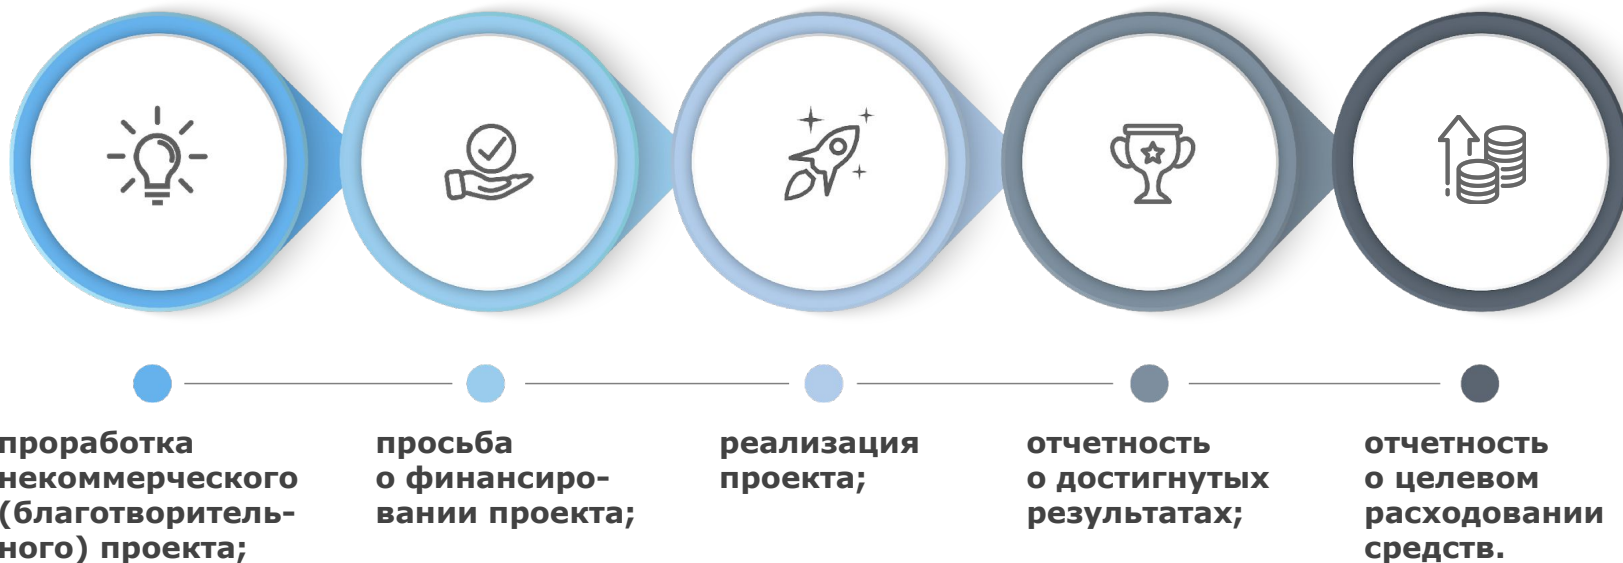 проработка
некоммерческого
(благотворитель-
ного) проекта;
просьба
о финансиро-
вании проекта;
реализация
проекта;
отчетность
о достигнутых
результатах;
отчетность
о целевом
расходовании
средств.